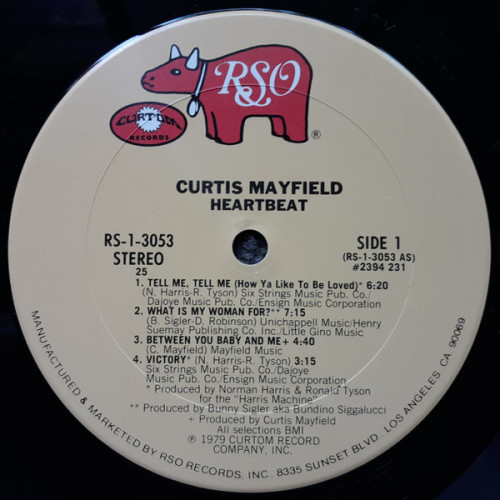 RSO
CURTOM
RECORDS
®
CURTIS MAYFIELD
HEARTBEAT
RS-1-3053
STEREO
25
SIDE 1
(RS-1-3053 AS)
#2394 231
1. TELL ME, TELL ME (How Ya Like To Be Loved)* 6:20
(N. Harris-R. Tyson) Six Strings Music Pub. Co./
Dajoye Music Pub. Co./Ensign Music Corporation
2. WHAT IS MY WOMAN FOR?** 7:15
(B. Sigler-D. Robinson) Unichappell Music/Henry
Suemay Publishing Co. Inc./Little Gino Music
3. BETWEEN YOU BABY AND ME+ 4:40
(C. Mayfield) Mayfield Music
4. VICTORY* (N. Harris-R. Tyson) 3:15
Six Strings Music Pub. Co./Dajoye
Music Pub. Co./Ensign Music Corporation
* Produced by Norman Harris & Ronald Tyson
for the "Harris Machine"
** Produced by Bunny Sigler aka Bundino Siggalucci
+ Produced by Curtis Mayfield
All selections BMI
℗ 1979 CURTOM RECORD
COMPANY, INC.
MANUFACTURED & MARKETED BY RSO RECORDS, INC. 8335 SUNSET BLVD. LOS ANGELES, CA 90069